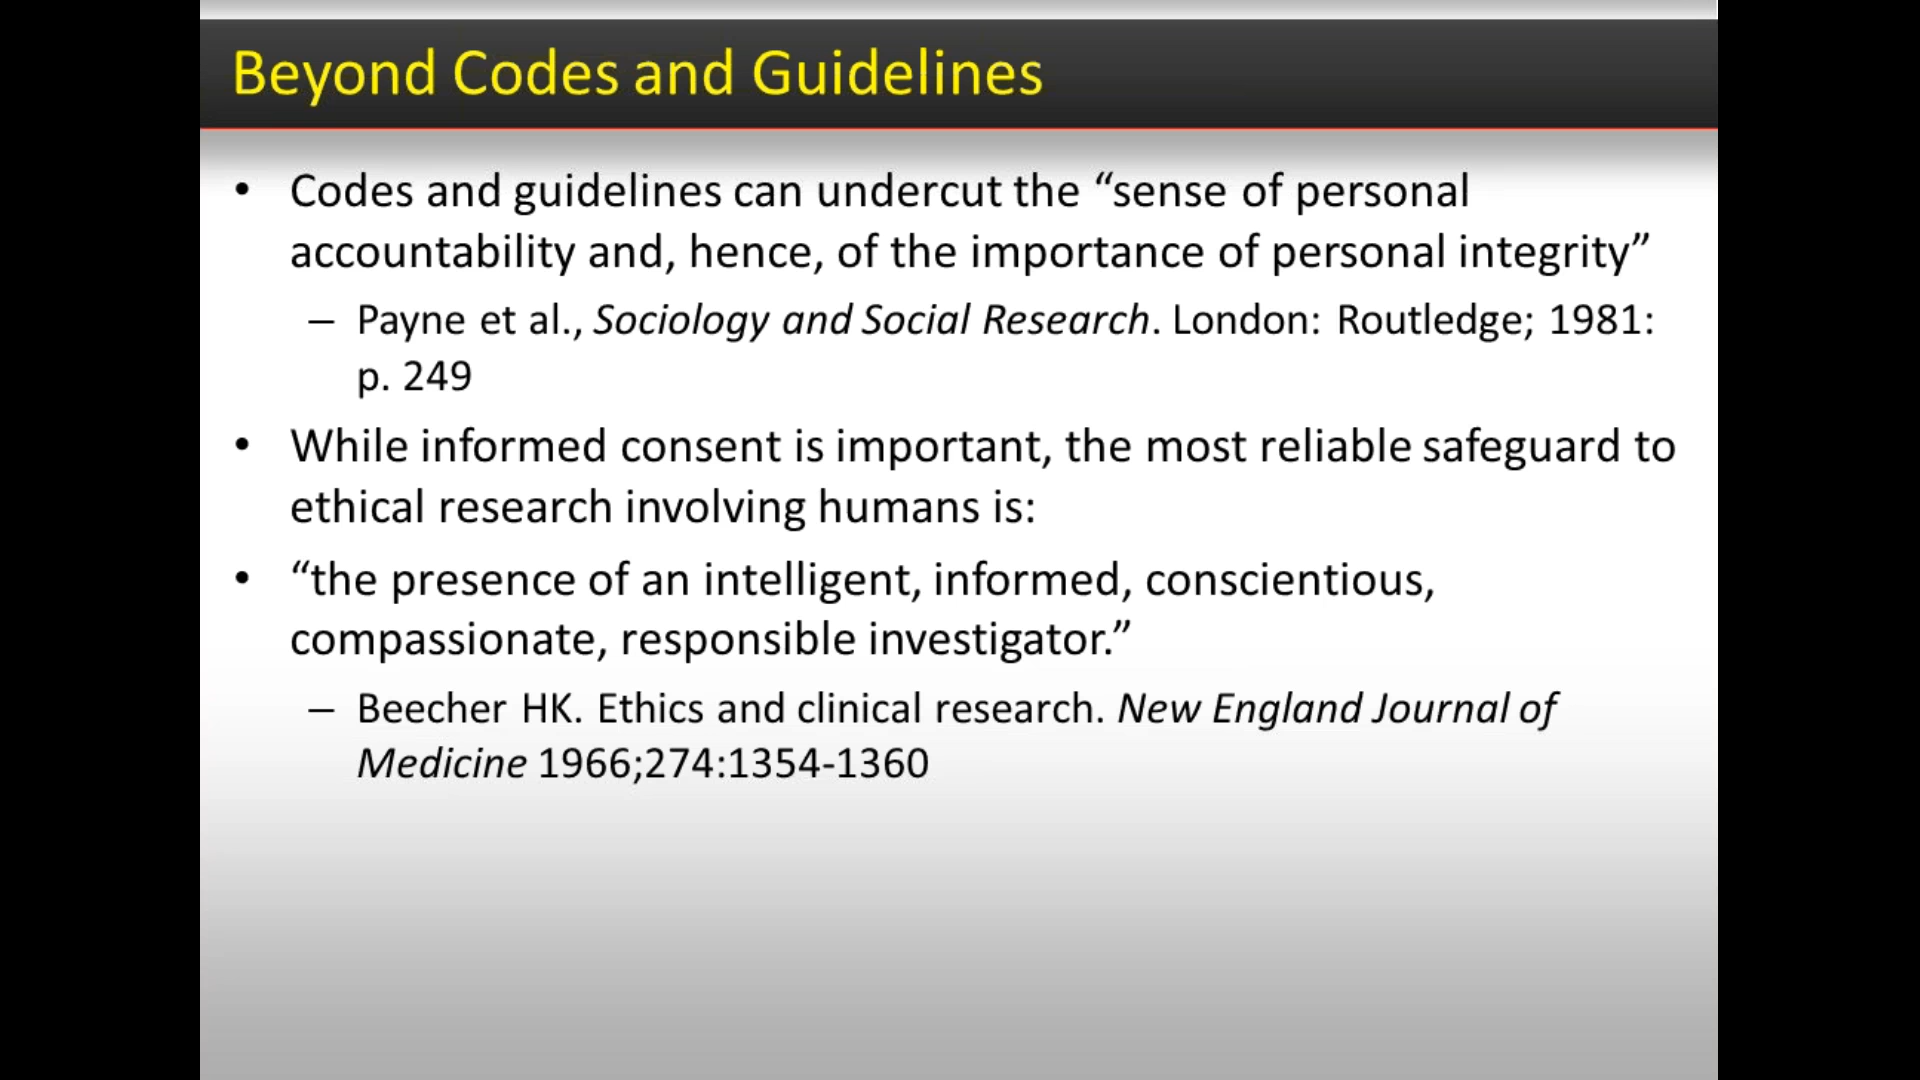 Beyond Codes and Guidelines
• Codes and guidelines can undercut the “sense of personal
accountability and, hence, of the importance of personal integrity”
– Payne et al., Sociology and Social Research. London: Routledge; 1981:
p. 249
• While informed consent is important, the most reliable safeguard to
ethical research involving humans is:
• “the presence of an intelligent, informed, conscientious,
compassionate, responsible investigator.”
– Beecher HK. Ethics and clinical research. New England Journal of
Medicine 1966;274:1354-1360